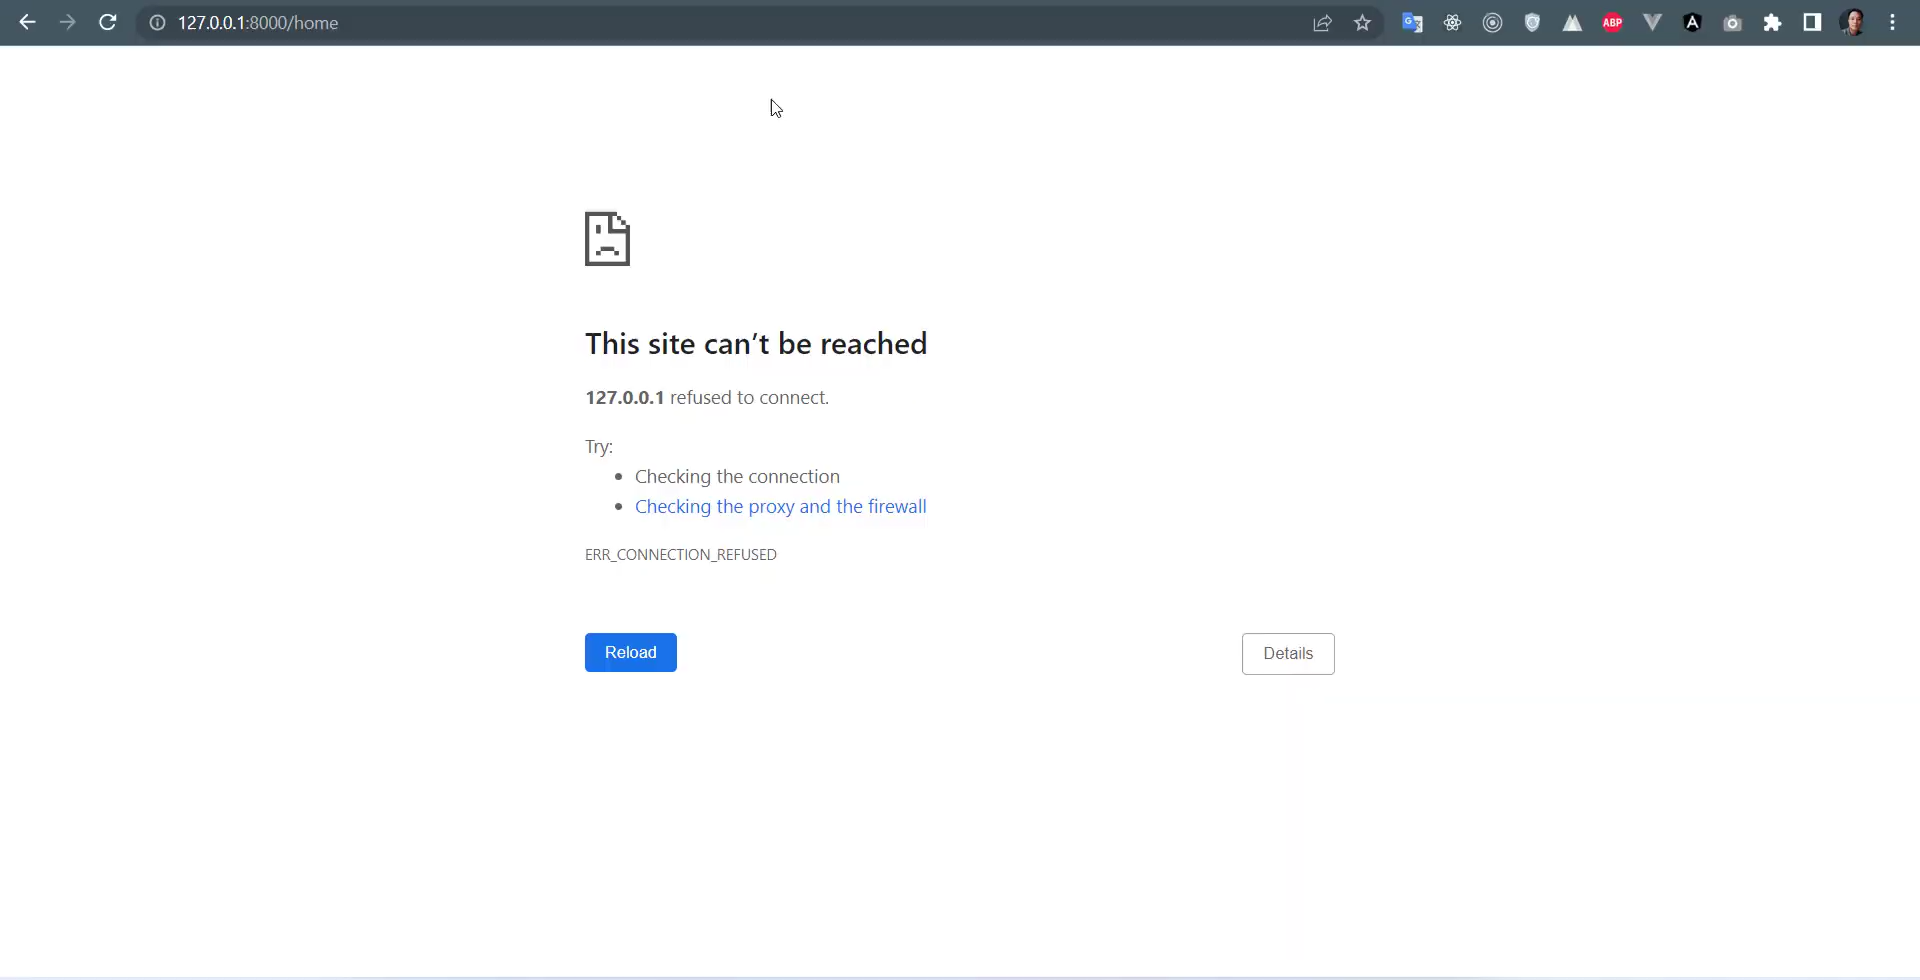 127.0.0.1:8000/home
ABP
This site can’t be reached
127.0.0.1 refused to connect.
Try:
• Checking the connection
• Checking the proxy and the firewall
ERR_CONNECTION_REFUSED
Reload
Details